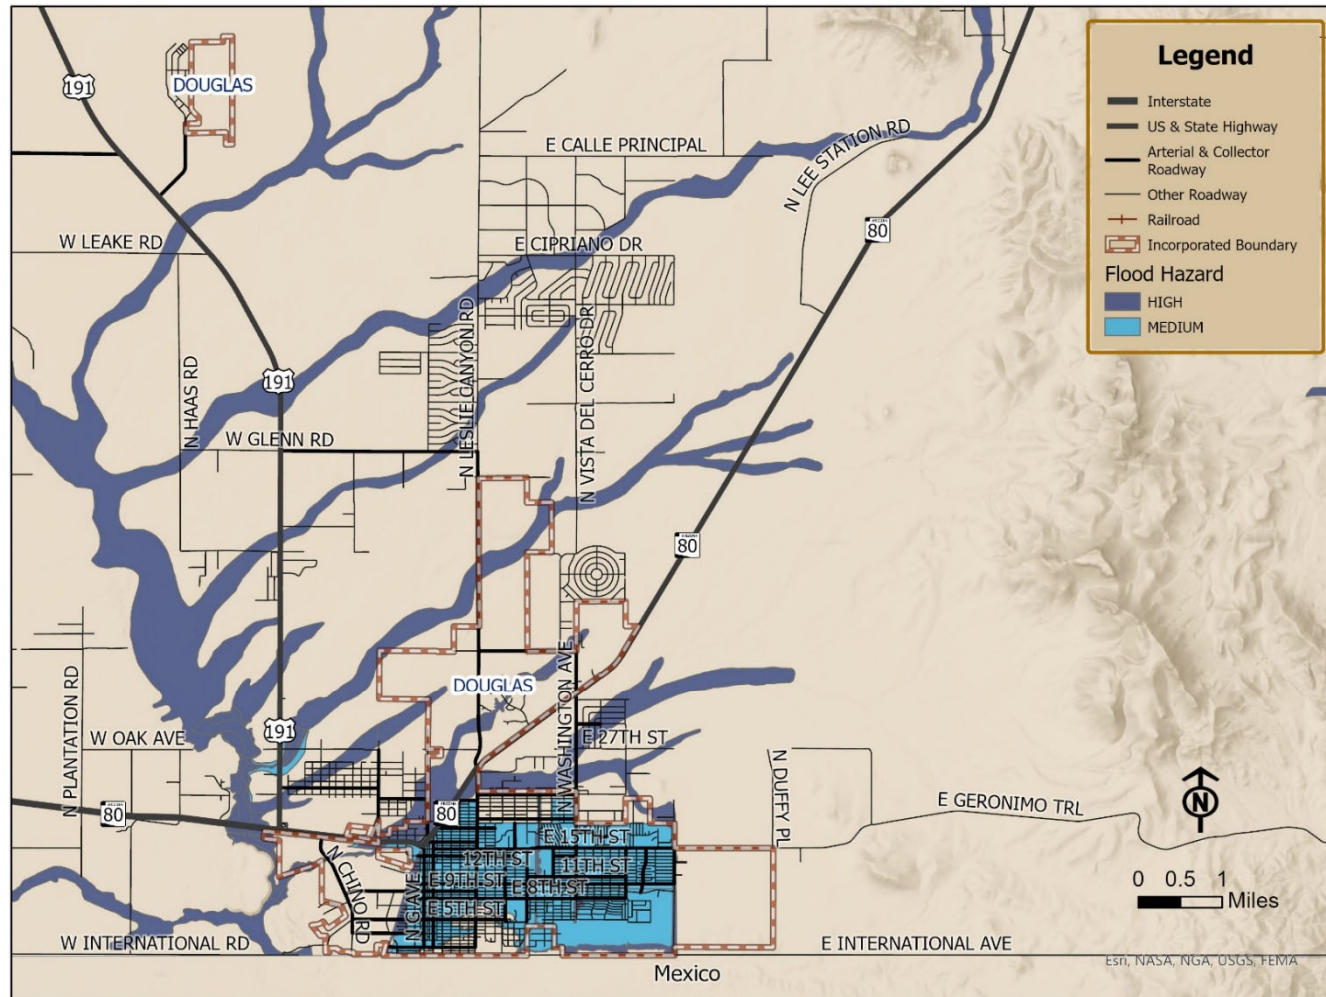 Legend
Interstate
US & State Highway
Arterial & Collector
Roadway
Other Roadway
Railroad
Incorporated Boundary
Flood Hazard
HIGH
MEDIUM
191
DOUGLAS
E CALLE PRINCIPAL
N LEE STATION RD
80
W LEAKE RD
E CIPRIANO DR
N HAAS RD
191
N LESLIE CANYON RD
N VISTA DEL CERRO DR
W GLENN RD
80
N PLANTATION RD
DOUGLAS
N WASHINGTON AVE
191
W OAK AVE
E 27TH ST
N DUFFY PL
80
80
E GERONIMO TRL
N
E 15TH ST
12TH ST
11TH ST
E 9TH ST
E 8TH ST
N CHINO RD
N G AVE
E 5TH ST
0 0.5 1
Miles
W INTERNATIONAL RD
E INTERNATIONAL AVE
Esri, NASA, NGA, USGS, FEMA
Mexico